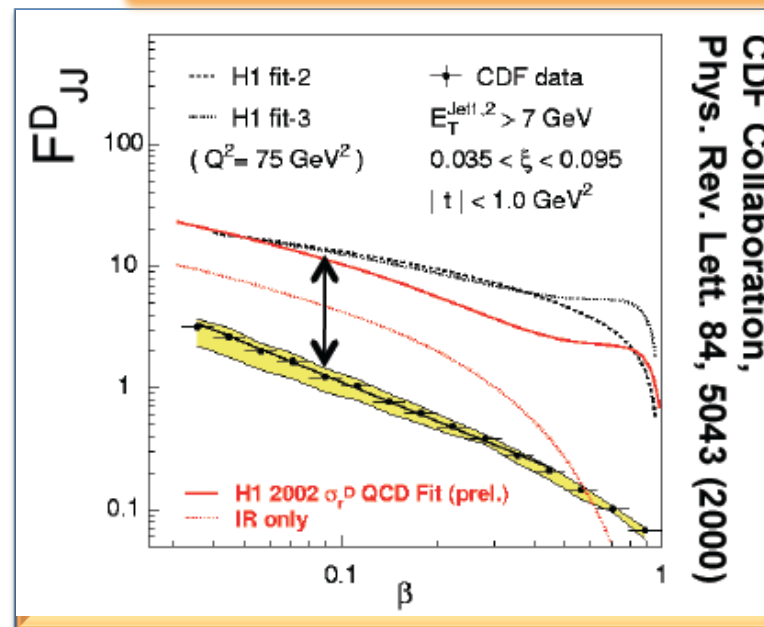 F^D_JJ
H1 fit-2
H1 fit-3
( Q²= 75 GeV² )
CDF data
E_T^Jet1,2 > 7 GeV
0.035 < ξ < 0.095
| t | < 1.0 GeV²
100
10
1
0.1
H1 2002 σ_r^D QCD Fit (prel.)
IR only
0.1
1
β
CDF Collaboration,
Phys. Rev. Lett. 84, 5043 (2000)